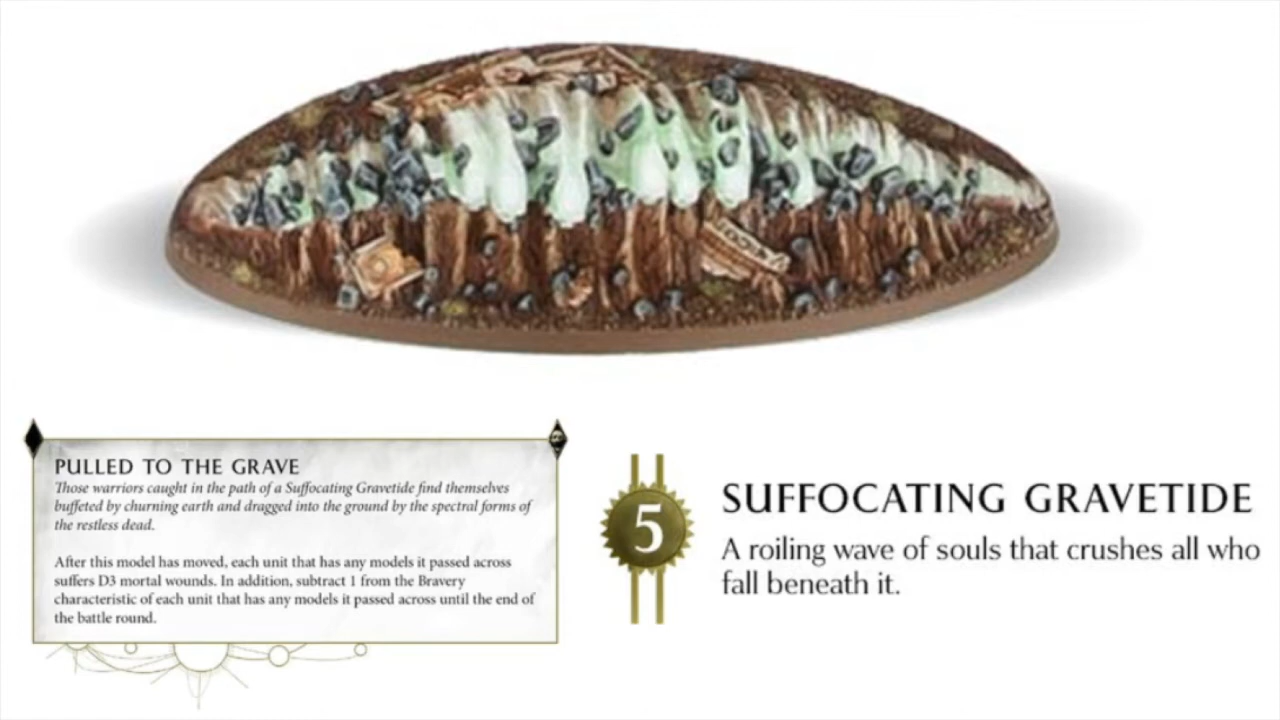 PULLED TO THE GRAVE
Those warriors caught in the path of a Suffocating Gravetide find themselves
buffeted by churning earth and dragged into the ground by the spectral forms of
the restless dead.
After this model has moved, each unit that has any models it passed across
suffers D3 mortal wounds. In addition, subtract 1 from the Bravery
characteristic of each unit that has any models it passed across until the end of
the battle round.
5
SUFFOCATING GRAVETIDE
A roiling wave of souls that crushes all who
fall beneath it.